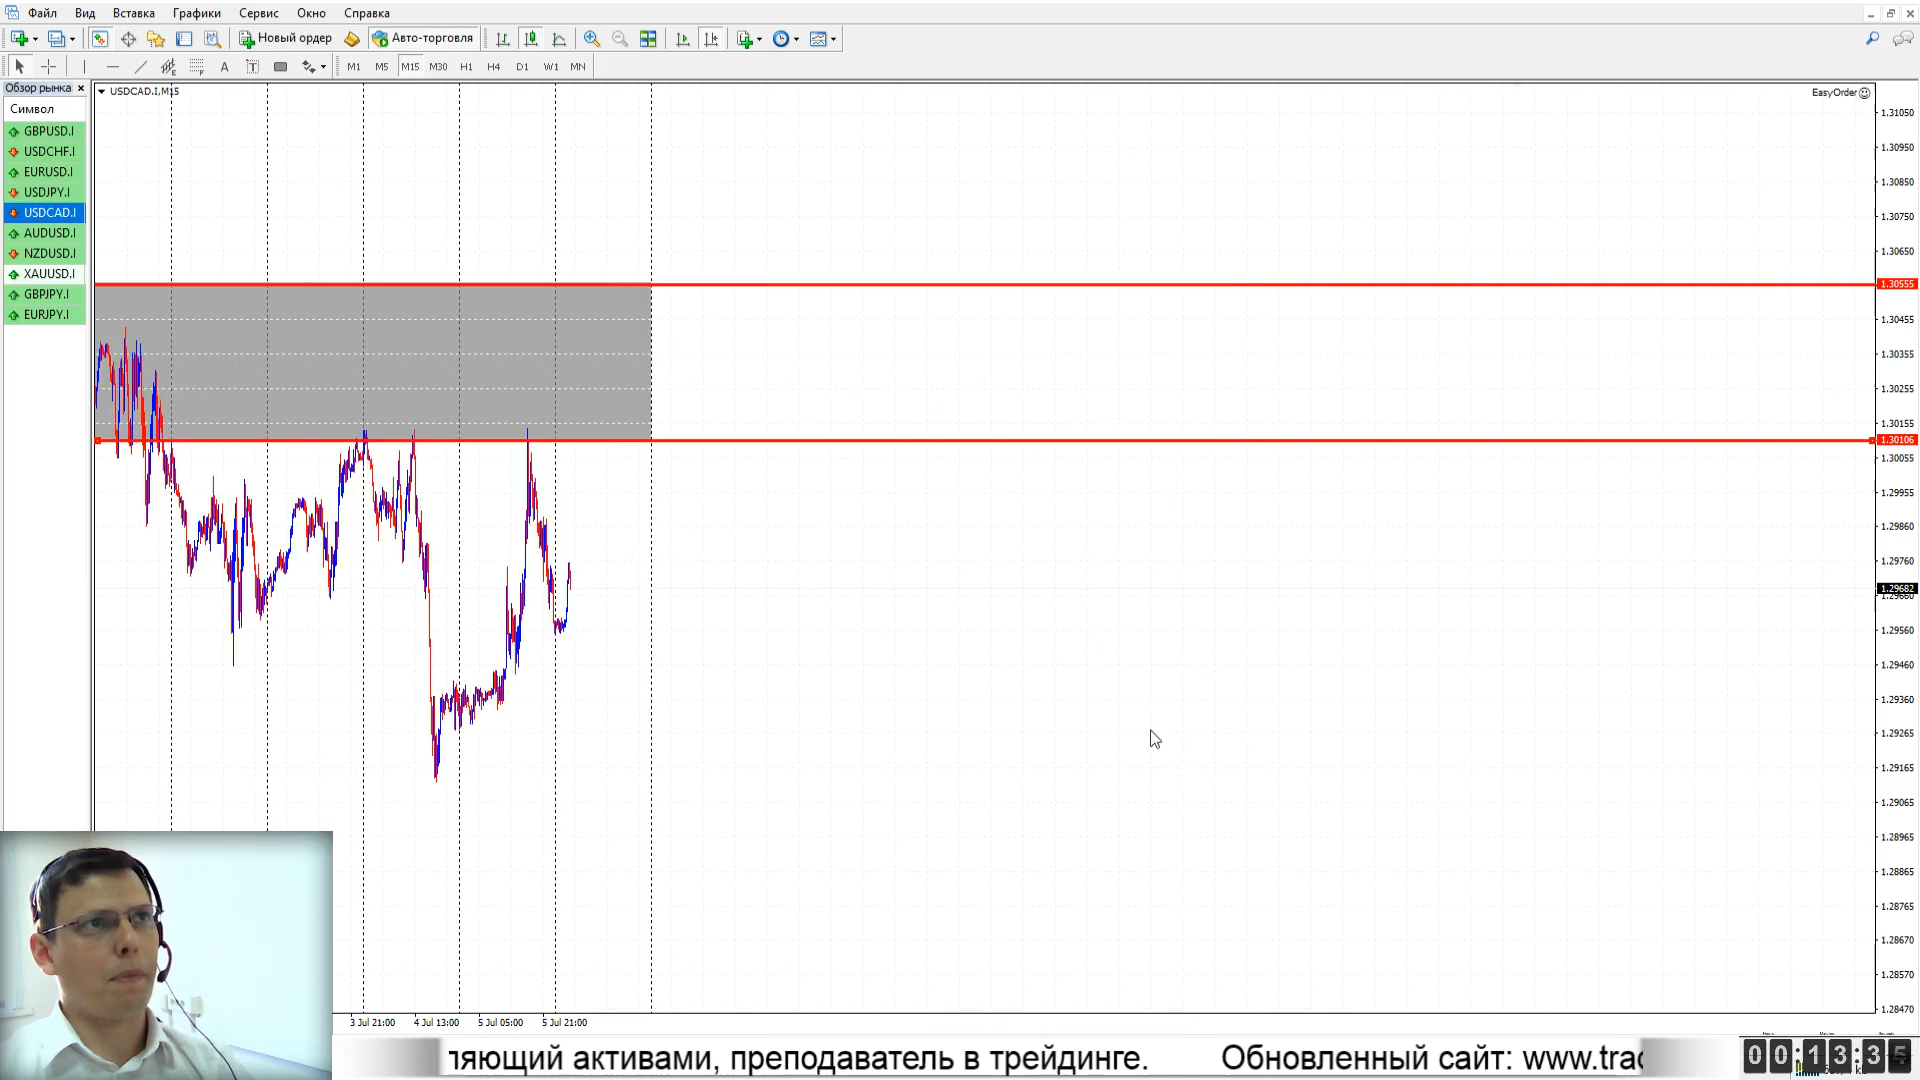 Файл Вид Вставка Графики Сервис Окно Справка
Новый ордер Авто-торговля
A T M1 M5 M15 M30 H1 H4 D1 W1 MN
Обзор рынка
USDCAD.I,M15
EasyOrder
Символ
GBPUSD.I
USDCHF.I
EURUSD.I
USDJPY.I
USDCAD.I
AUDUSD.I
NZDUSD.I
XAUUSD.I
GBPJPY.I
EURJPY.I
1.31050
1.30950
1.30850
1.30750
1.30650
1.30555
1.30455
1.30355
1.30255
1.30155
1.30106
1.30055
1.29955
1.29860
1.29760
1.29682
1.29660
1.29560
1.29460
1.29360
1.29265
1.29165
1.29065
1.28965
1.28865
1.28765
1.28670
1.28570
1.28470
3 Jul 21:00 4 Jul 13:00 5 Jul 05:00 5 Jul 21:00
тяющий активами, преподаватель в трейдинге. Обновленный сайт: www.trad
00:13:35